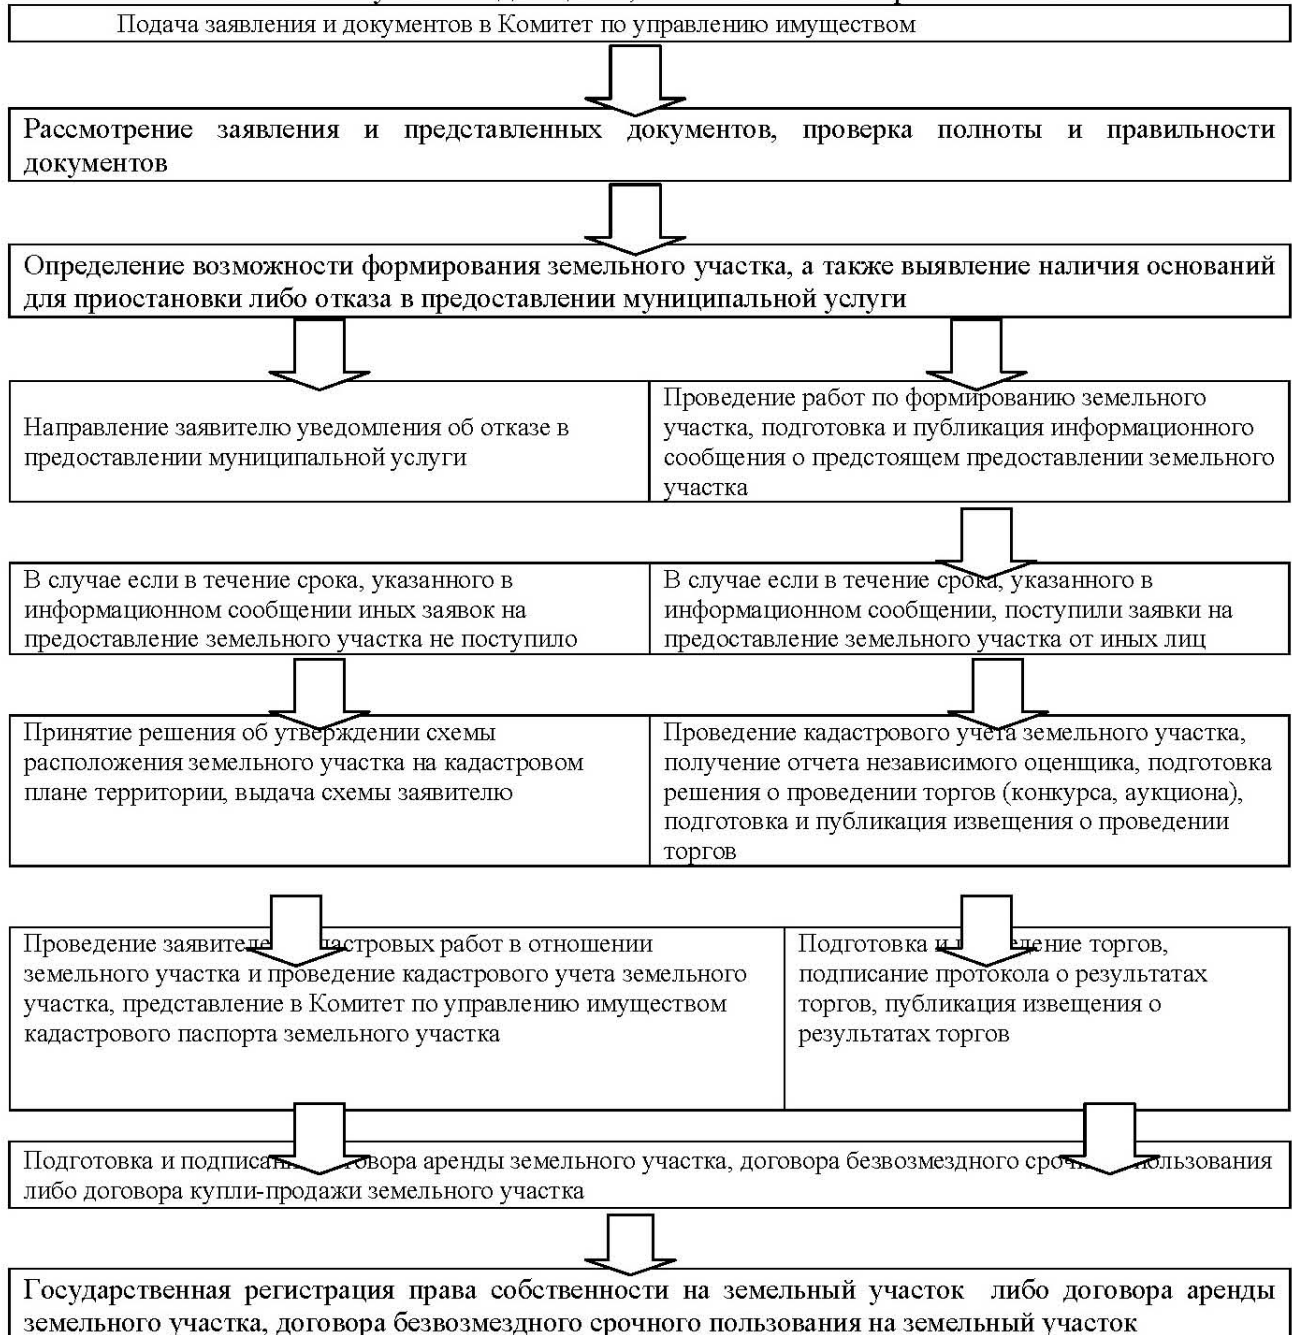 Подача заявления и документов в Комитет по управлению имуществом
Рассмотрение заявления и представленных документов, проверка полноты и правильности
документов
Определение возможности формирования земельного участка, а также выявление наличия оснований
для приостановки либо отказа в предоставлении муниципальной услуги
Направление заявителю уведомления об отказе в
предоставлении муниципальной услуги
Проведение работ по формированию земельного
участка, подготовка и публикация информационного
сообщения о предстоящем предоставлении земельного
участка
В случае если в течение срока, указанного в
информационном сообщении иных заявок на
предоставление земельного участка не поступило
В случае если в течение срока, указанного в
информационном сообщении, поступили заявки на
предоставление земельного участка от иных лиц
Принятие решения об утверждении схемы
расположения земельного участка на кадастровом
плане территории, выдача схемы заявителю
Проведение кадастрового учета земельного участка,
получение отчета независимого оценщика, подготовка
решения о проведении торгов (конкурса, аукциона),
подготовка и публикация извещения о проведении
торгов
Проведение работ в отношении
земельного участка и проведение кадастрового учета земельного
участка, представление в Комитет по управлению имуществом
кадастрового паспорта земельного участка
Подготовка и торгов,
подписание протокола о результатах
торгов, публикация извещения о
результатах торгов
Подготовка и аренды земельного участка, договора безвозмездного
либо договора купли-продажи земельного участка
Государственная регистрация права собственности на земельный участок либо договора аренды
земельного участка, договора безвозмездного срочного пользования на земельный участок